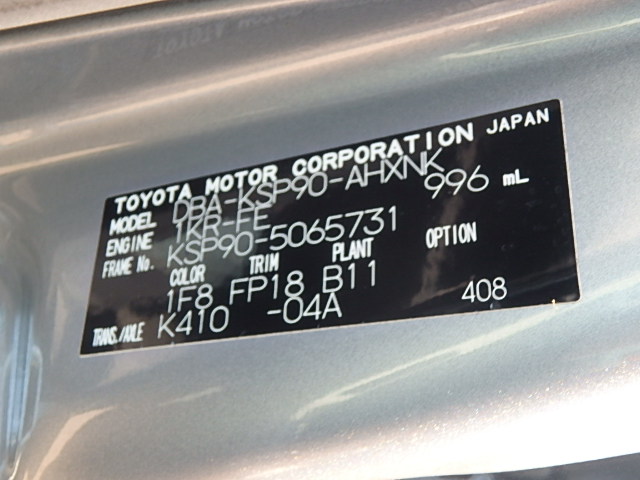 TOYOTA MOTOR CORPORATION JAPAN
MODEL DBA-KSP90-AHXNK
ENGINE 1KR-FE 996 mL
FRAME No. KSP90-5065731
COLOR TRIM PLANT OPTION
1F8 FP18 B11
TRANS./AXLE K410 -04A 408